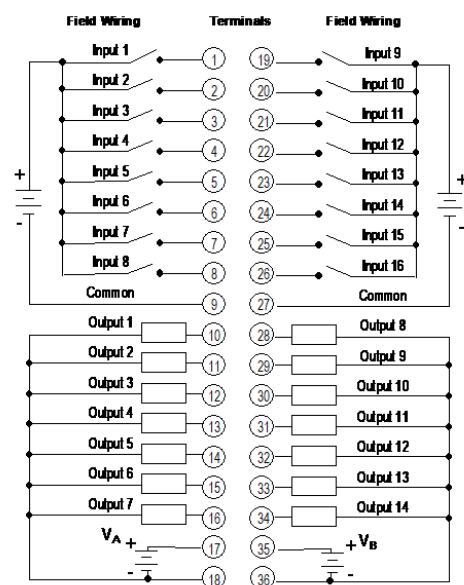 Field Wiring Terminals Field Wiring
Input 1 1 19 Input 9
Input 2 2 20 Input 10
Input 3 3 21 Input 11
Input 4 4 22 Input 12
Input 5 5 23 Input 13
Input 6 6 24 Input 14
Input 7 7 25 Input 15
Input 8 8 26 Input 16
+ - + -
Common 9 27 Common
Output 1 10 28 Output 8
Output 2 11 29 Output 9
Output 3 12 30 Output 10
Output 4 13 31 Output 11
Output 5 14 32 Output 12
Output 6 15 33 Output 13
Output 7 16 34 Output 14
VA + 17 35 + VB
- 18 36 -